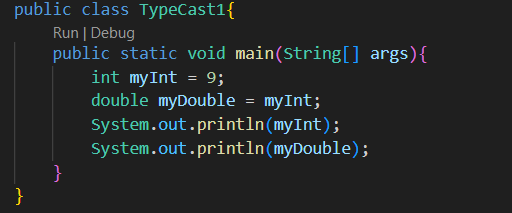 public class TypeCast1{
Run | Debug
public static void main(String[] args){
int myInt = 9;
double myDouble = myInt;
System.out.println(myInt);
System.out.println(myDouble);
}
}